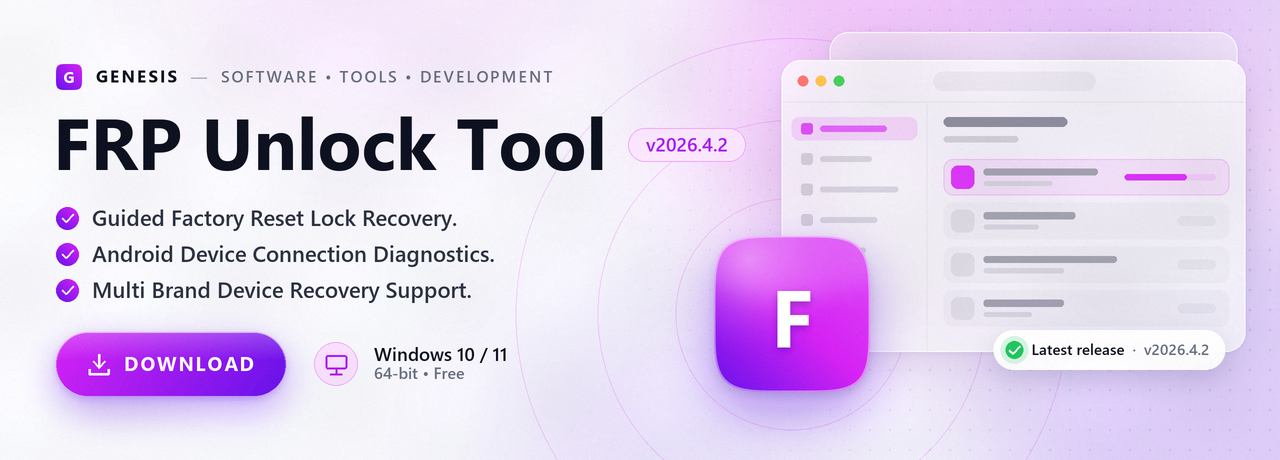 G GENESIS — SOFTWARE • TOOLS • DEVELOPMENT
FRP Unlock Tool v2026.4.2
Guided Factory Reset Lock Recovery.
Android Device Connection Diagnostics.
Multi Brand Device Recovery Support.
DOWNLOAD
Windows 10 / 11
64-bit • Free
F
Latest release · v2026.4.2